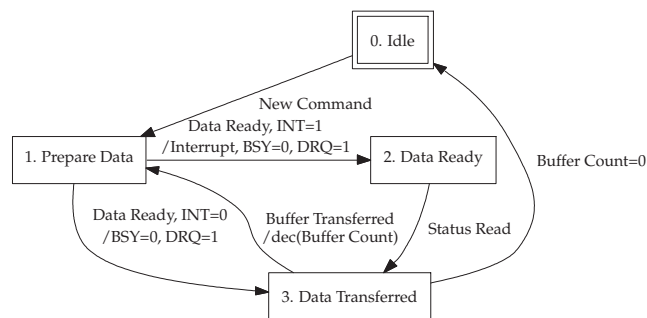 0. Idle
New Command
Data Ready, INT=1
/Interrupt, BSY=0, DRQ=1
1. Prepare Data
2. Data Ready
Buffer Count=0
Data Ready, INT=0
/BSY=0, DRQ=1
Buffer Transferred
/dec(Buffer Count)
Status Read
3. Data Transferred